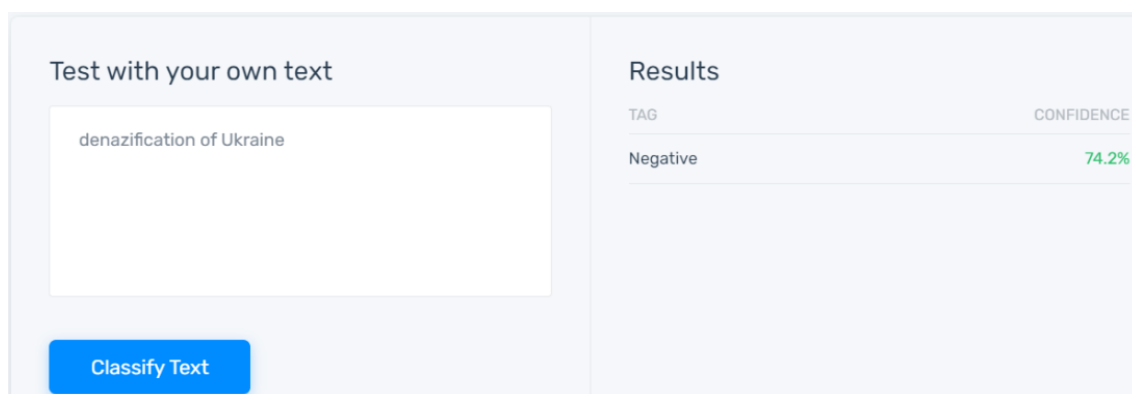 Test with your own text
denazification of Ukraine
Classify Text
Results
TAG CONFIDENCE
Negative 74.2%